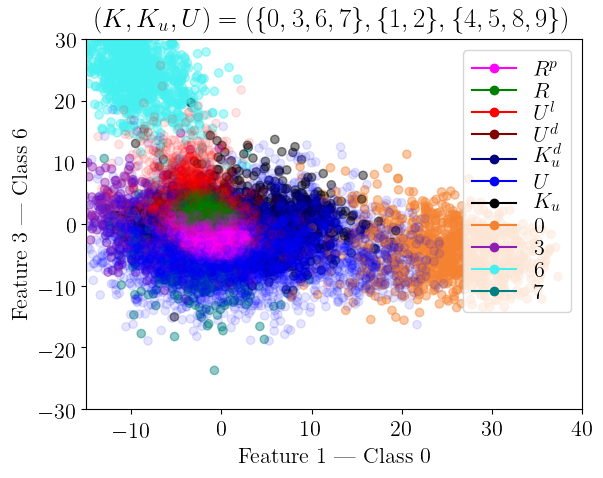 (K, K_u, U) = ({0, 3, 6, 7}, {1, 2}, {4, 5, 8, 9})
30
20
10
0
−10
−20
−30
Feature 3 — Class 6
R^p
R
U^l
U^d
K_u^d
U
K_u
0
3
6
7
−10
0
10
20
30
40
Feature 1 — Class 0